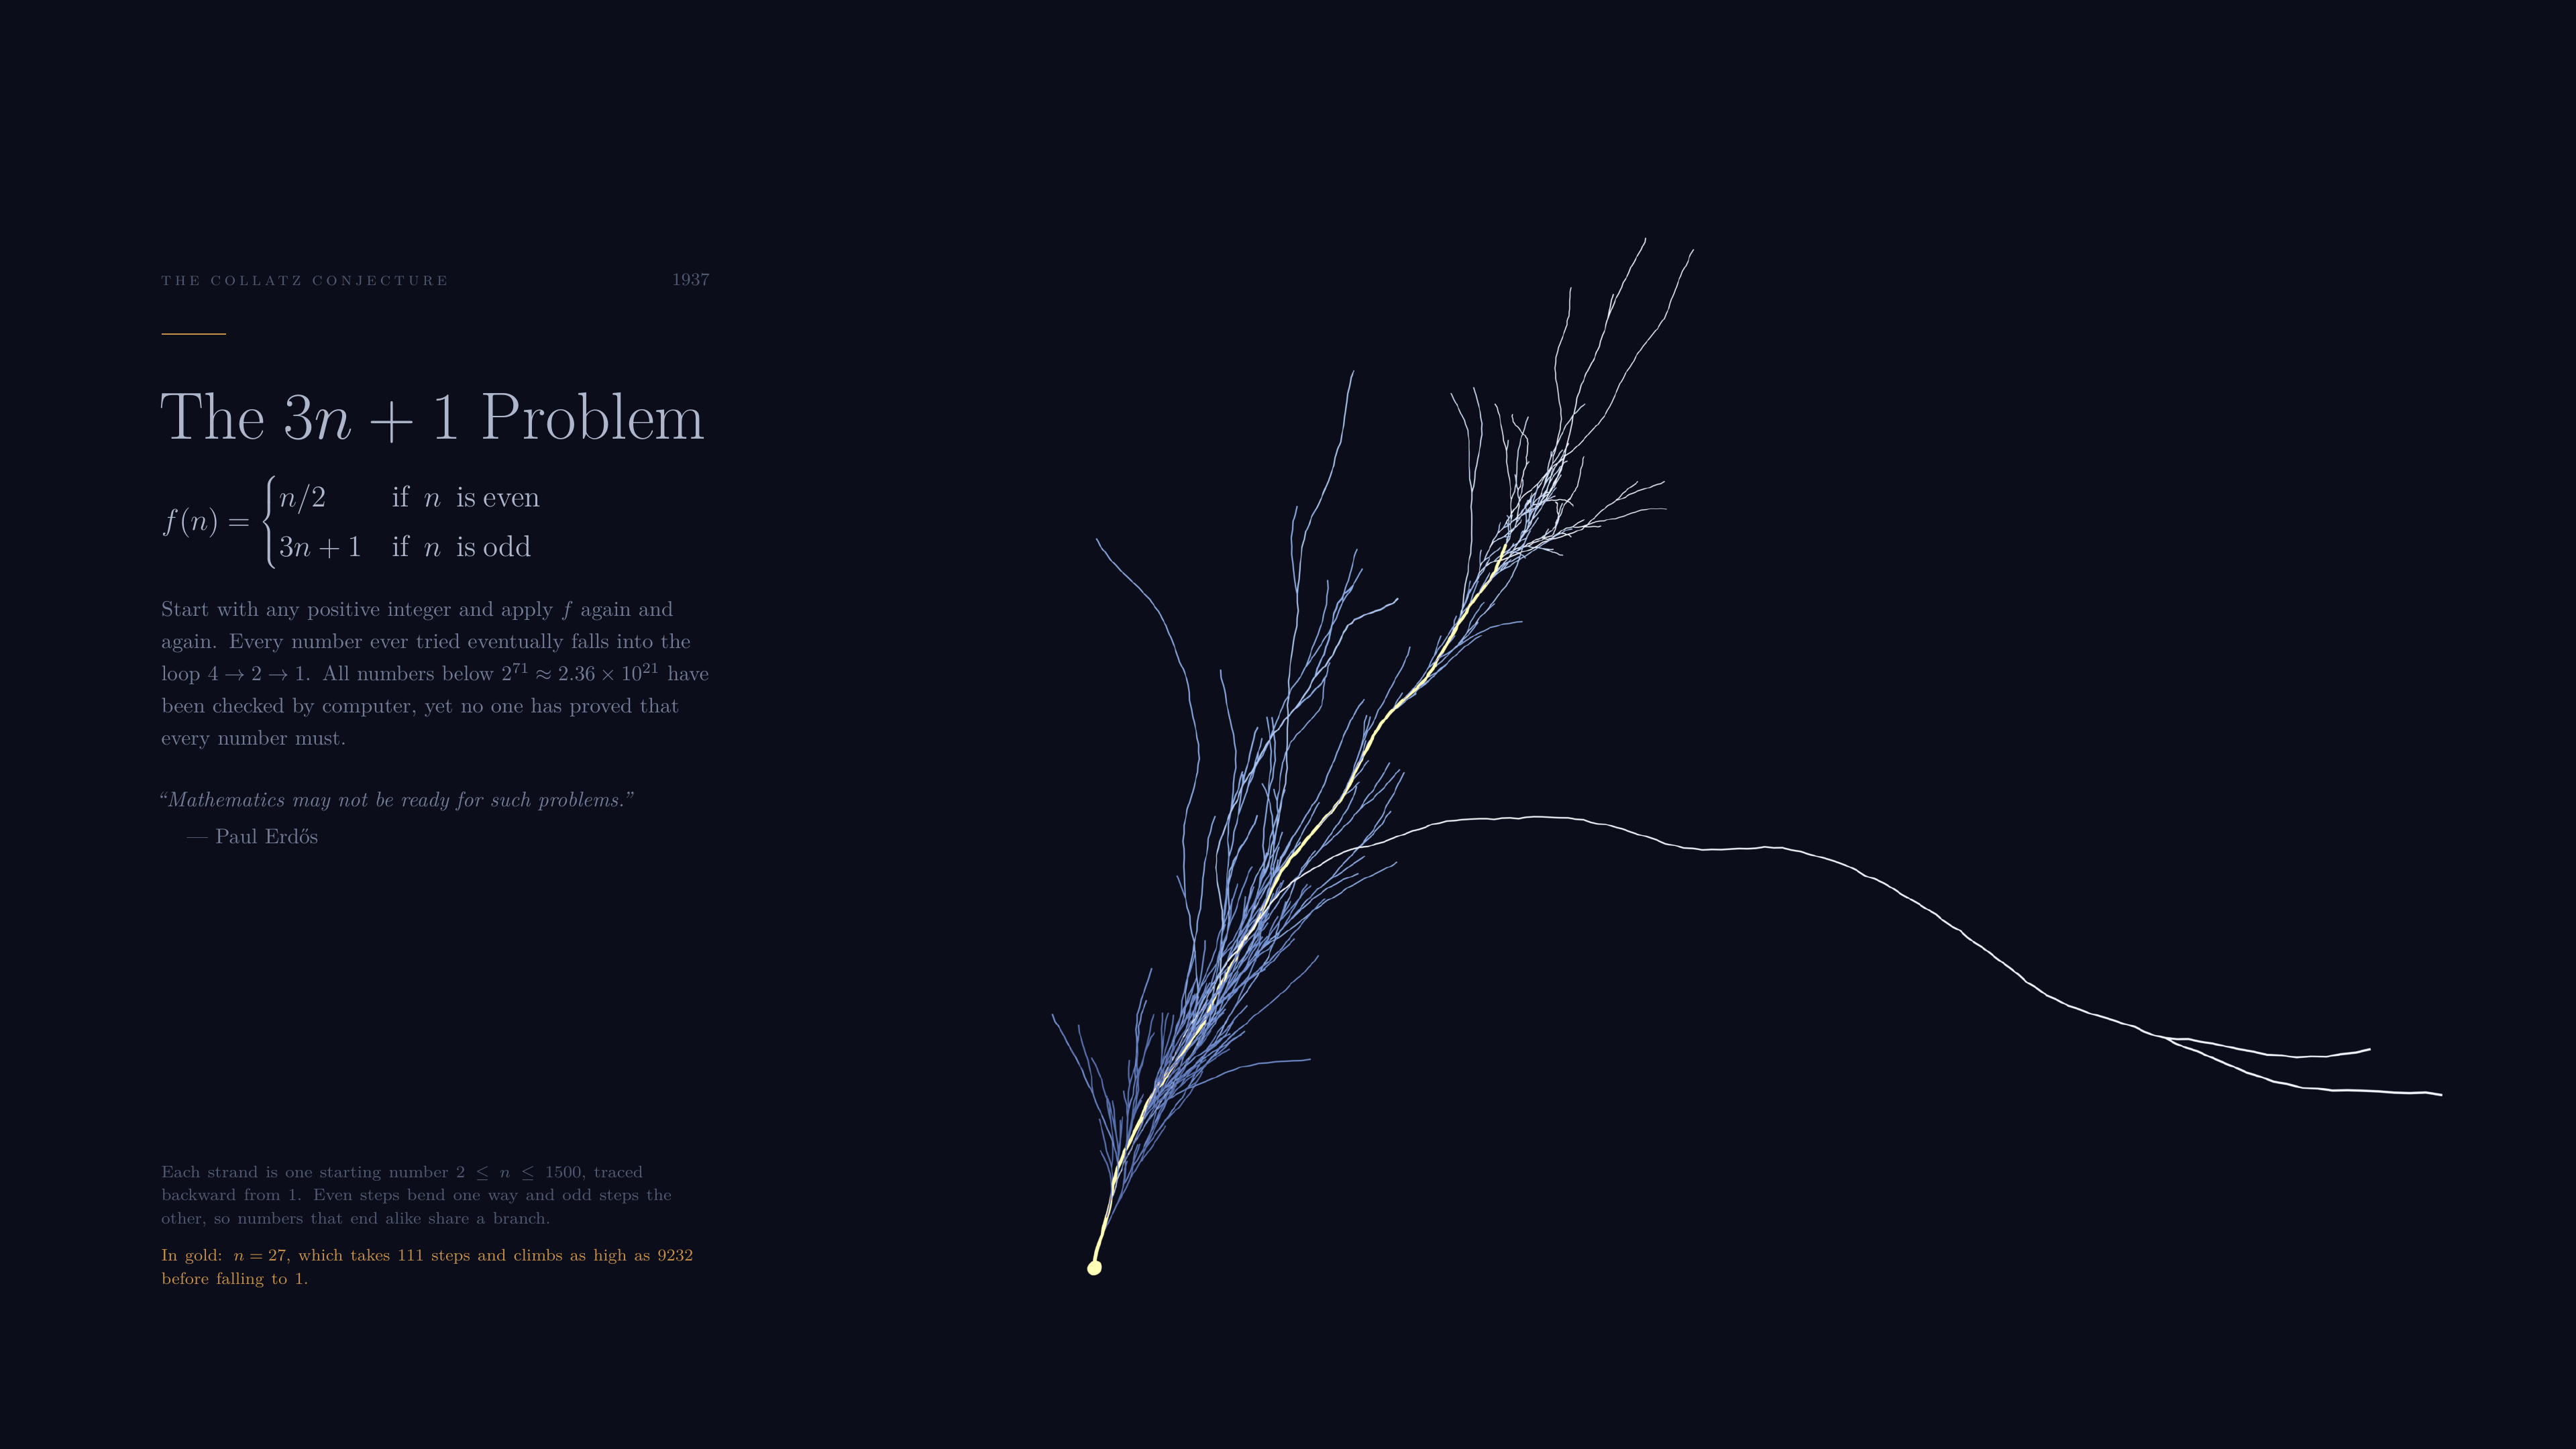 THE COLLATZ CONJECTURE 1937
The 3n + 1 Problem
f(n) = { n/2 if n is even
3n + 1 if n is odd
Start with any positive integer and apply f again and
again. Every number ever tried eventually falls into the
loop 4 → 2 → 1. All numbers below 2⁷¹ ≈ 2.36 × 10²¹ have
been checked by computer, yet no one has proved that
every number must.
“Mathematics may not be ready for such problems.”
— Paul Erdős
Each strand is one starting number 2 ≤ n ≤ 1500, traced
backward from 1. Even steps bend one way and odd steps the
other, so numbers that end alike share a branch.
In gold: n = 27, which takes 111 steps and climbs as high as 9232
before falling to 1.